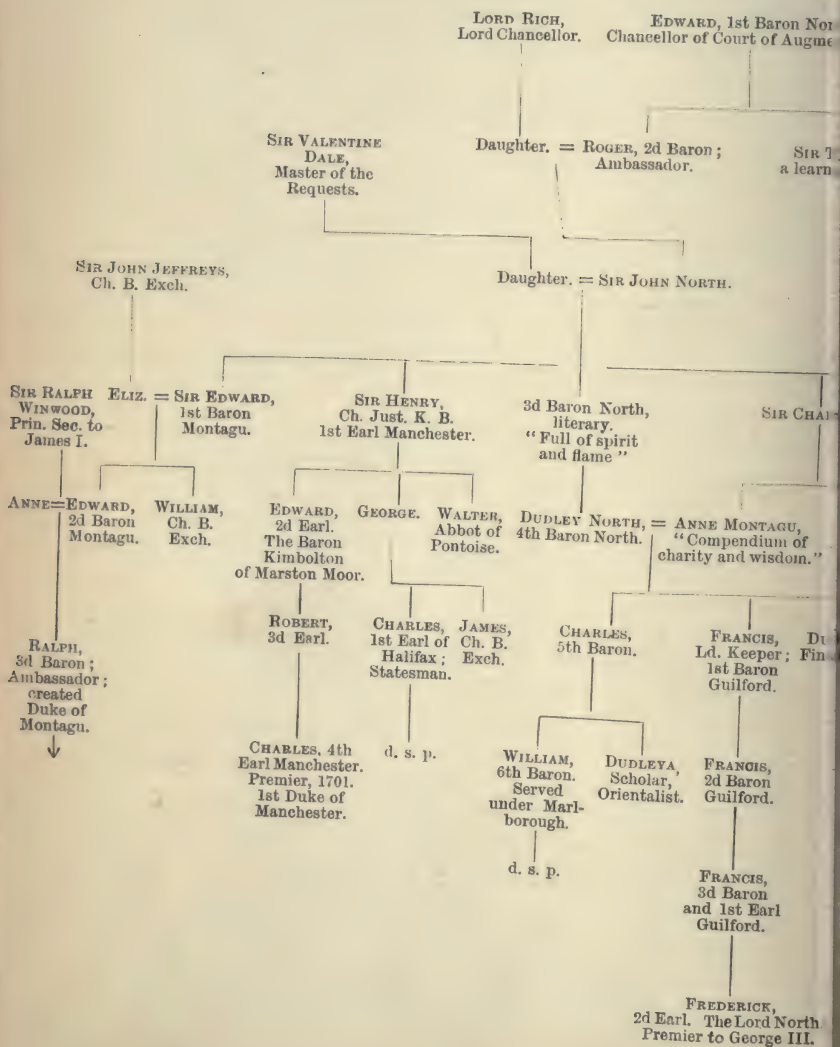 LORD RICH,
Lord Chancellor.
EDWARD, 1st Baron
Chancellor of Court of
SIR VALENTINE
DALE,
Master of the
Requests.
Daughter. = ROGER, 2d Baron;
Ambassador.
SIR
a learn
SIR JOHN JEFFREYS,
Ch. B. Exch.
Daughter. = SIR JOHN NORTH.
SIR RALPH
WINWOOD,
Prin. Sec. to
James I.
ELIZ. = SIR EDWARD,
1st Baron
Montagu.
SIR HENRY,
Ch. Just. K. B.
1st Earl Manchester.
3d Baron North,
literary.
"Full of spirit
and flame"
SIR
ANNE=EDWARD,
2d Baron
Montagu.
WILLIAM,
Ch. B.
Exch.
EDWARD,
2d Earl.
The Baron
Kimbolton
of Marston Moor.
GEORGE.
WALTER,
Abbot of
Pontoise.
DUDLEY NORTH, = ANNE MONTAGU,
4th Baron North.
"Compendium of
charity and wisdom."
RALPH,
3d Baron;
Ambassador;
created
Duke of
Montagu.
ROBERT,
3d Earl.
CHARLES,
1st Earl of
Halifax;
Statesman.
JAMES,
Ch. B.
Exch.
CHARLES,
5th Baron.
FRANCIS,
Ld. Keeper;
1st Baron
Guilford.
Fin
CHARLES, 4th
Earl Manchester.
Premier, 1701.
1st Duke of
Manchester.
d. s. p.
WILLIAM,
6th Baron.
Served
under Marl-
borough.
DUDLEYA
Scholar,
Orientalist.
FRANCIS,
2d Baron
Guilford.
d. s. p.
FRANCIS,
3d Baron
and 1st Earl
Guilford.
FREDERICK,
2d Earl. The Lord North.
Premier to George III.